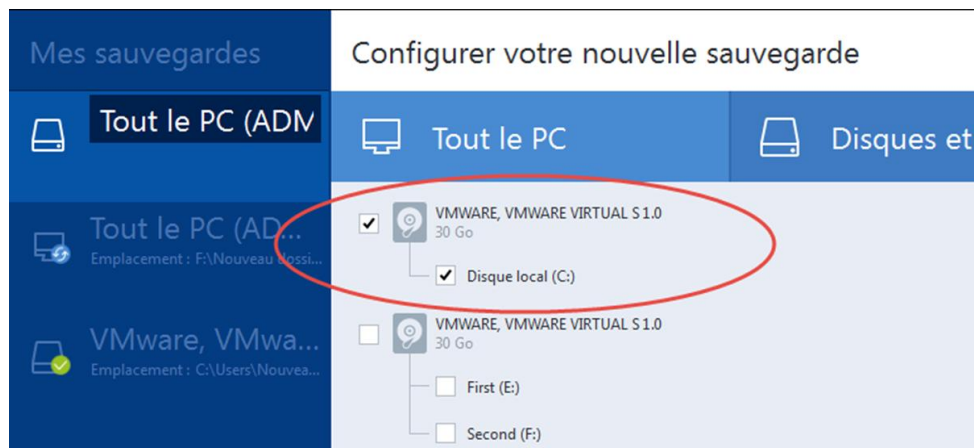 Mes sauvegardes
Configurer votre nouvelle sauvegarde
Tout le PC (ADM
Tout le PC
Disques et
Tout le PC (AD...
Emplacement : F:\Nouveau dossi...
VMware, VMwa...
Emplacement : C:\Users\Nouvea...
VMWARE, VMWARE VIRTUAL S 1.0
30 Go
Disque local (C:)
VMWARE, VMWARE VIRTUAL S 1.0
30 Go
First (E:)
Second (F:)